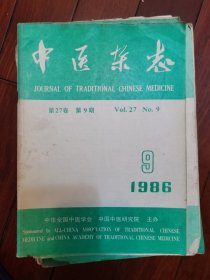 中医杂志
JOURNAL OF TRADITIONAL CHINESE MEDICINE
第27卷 第9期 Vol.27 No.9
9
1986
中华全国中医学会 中国中医研究院 主办
Sponsored by ALL-CHINA ASSOCIATION OF TRADITIONAL CHINESE
MEDICINE and CHINA ACADEMY OF TRADITIONAL CHINESE MEDICINE